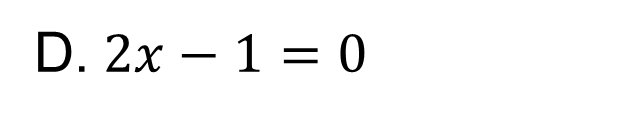 D. 2x − 1 = 0